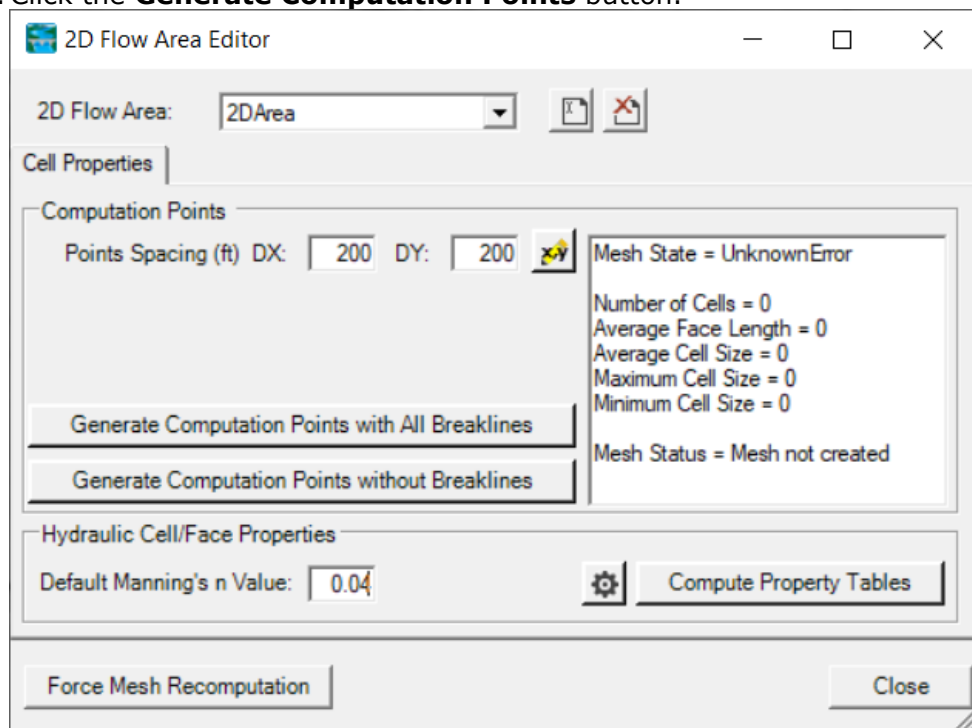 Click the Generate Computation Points button.
2D Flow Area Editor
2D Flow Area: 2DArea
Cell Properties
Computation Points
Points Spacing (ft) DX: 200 DY: 200
Mesh State = UnknownError
Number of Cells = 0
Average Face Length = 0
Average Cell Size = 0
Maximum Cell Size = 0
Minimum Cell Size = 0
Mesh Status = Mesh not created
Generate Computation Points with All Breaklines
Generate Computation Points without Breaklines
Hydraulic Cell/Face Properties
Default Manning's n Value: 0.04
Compute Property Tables
Force Mesh Recomputation
Close